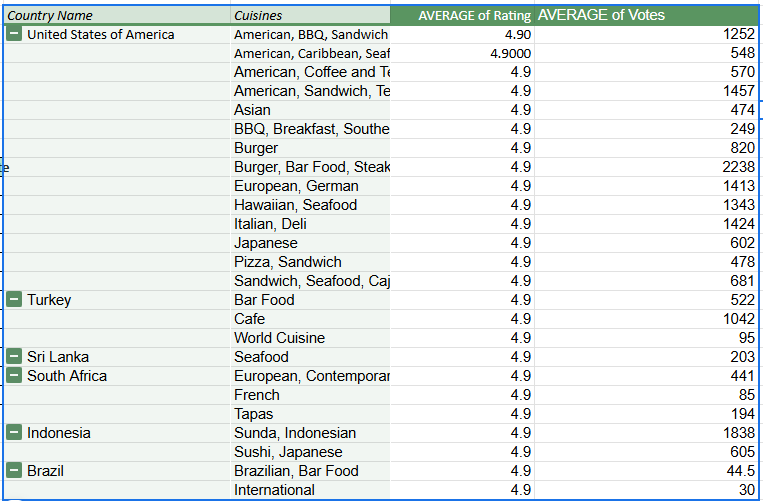 Country Name Cuisines AVERAGE of Rating AVERAGE of Votes
United States of America American, BBQ, Sandwich 4.90 1252
American, Caribbean, Seaf 4.9000 548
American, Coffee and Te 4.9 570
American, Sandwich, Te 4.9 1457
Asian 4.9 474
BBQ, Breakfast, Southe 4.9 249
Burger 4.9 820
Burger, Bar Food, Steak 4.9 2238
European, German 4.9 1413
Hawaiian, Seafood 4.9 1343
Italian, Deli 4.9 1424
Japanese 4.9 602
Pizza, Sandwich 4.9 478
Sandwich, Seafood, Caj 4.9 681
Turkey Bar Food 4.9 522
Cafe 4.9 1042
World Cuisine 4.9 95
Sri Lanka Seafood 4.9 203
South Africa European, Contemporar 4.9 441
French 4.9 85
Tapas 4.9 194
Indonesia Sunda, Indonesian 4.9 1838
Sushi, Japanese 4.9 605
Brazil Brazilian, Bar Food 4.9 44.5
International 4.9 30